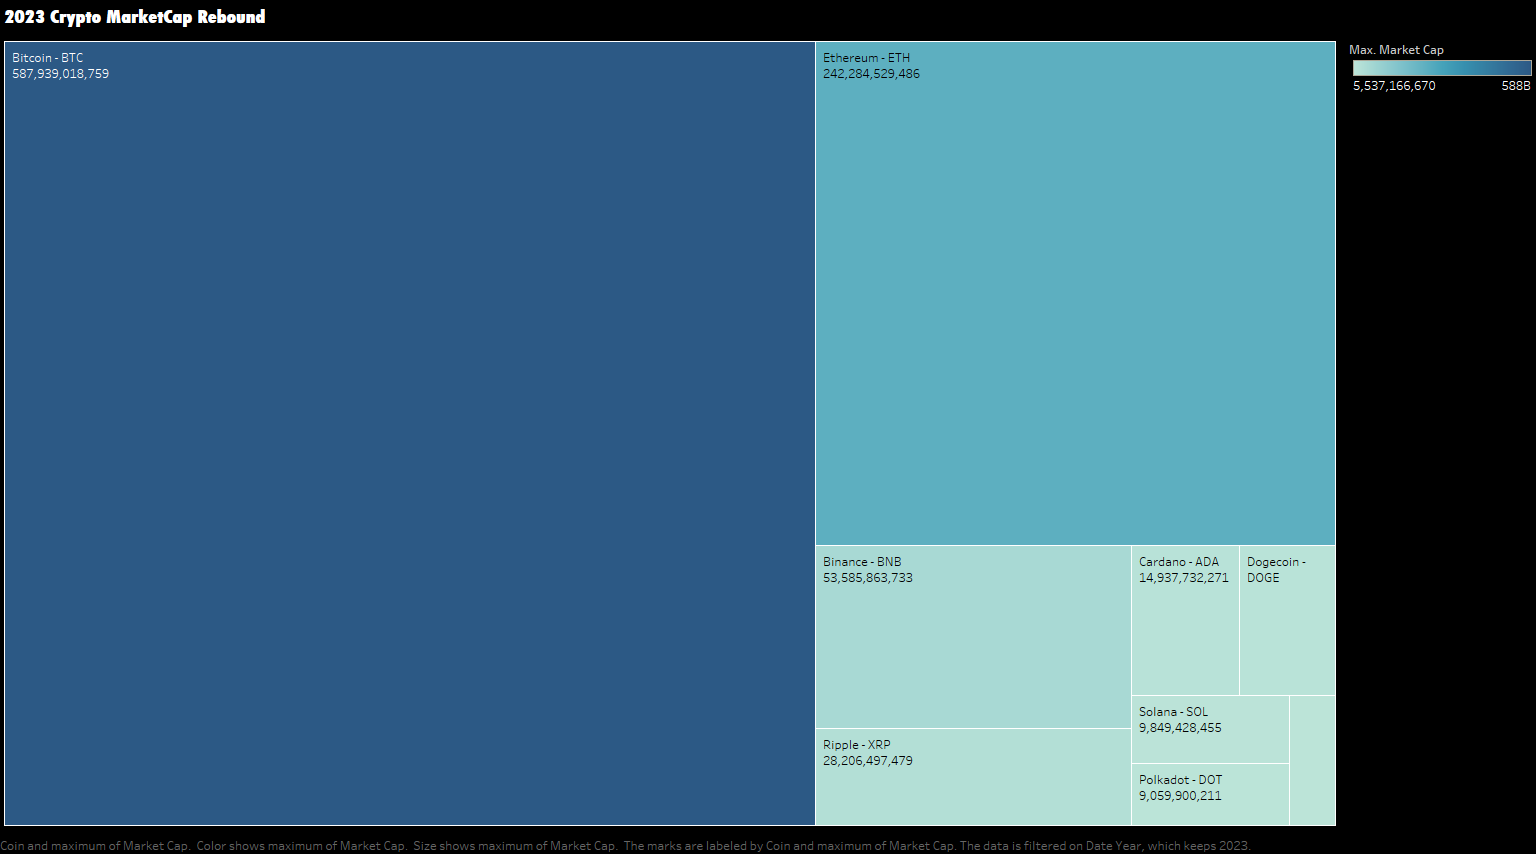 2023 Crypto MarketCap Rebound
Bitcoin - BTC
587,939,018,759
Ethereum - ETH
242,284,529,486
Max. Market Cap
5,537,166,670
588B
Binance - BNB
53,585,863,733
Cardano - ADA
14,937,732,271
Dogecoin -
DOGE
Solana - SOL
9,849,428,455
Ripple - XRP
28,206,497,479
Polkadot - DOT
9,059,900,211
Coin and maximum of Market Cap.  Color shows maximum of Market Cap.  Size shows maximum of Market Cap.  The marks are labeled by Coin and maximum of Market Cap. The data is filtered on Date Year, which keeps 2023.